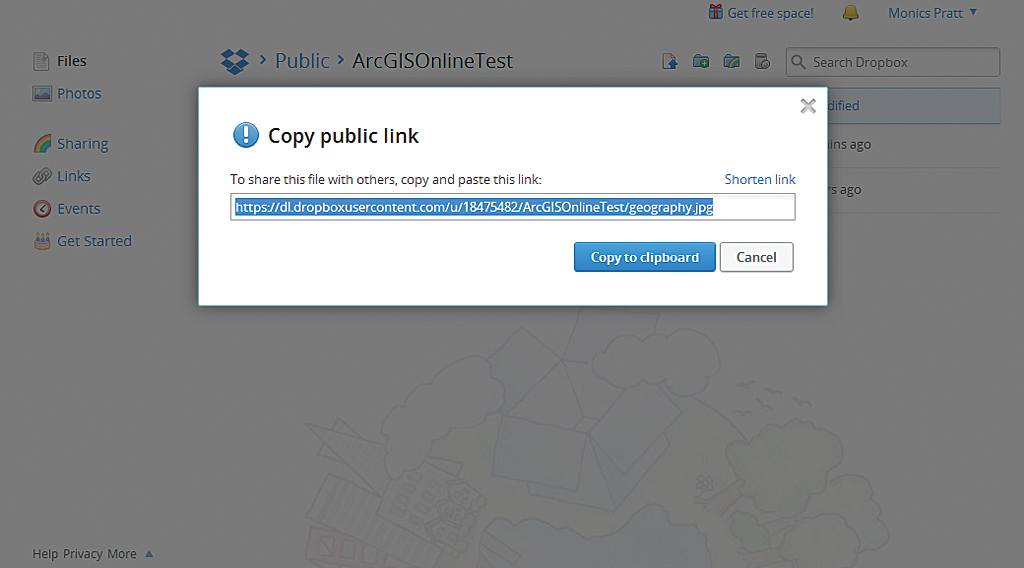 Get free space!
Monics Pratt
Files
Public
ArcGISOnlineTest
Search Dropbox
Photos
dified
Copy public link
Sharing
ins ago
To share this file with others, copy and paste this link:
Shorten link
Links
rs ago
https://dl.dropboxusercontent.com/u/18475482/ArcGISOnlineTest/geography.jpg
Events
Get Started
Copy to clipboard
Cancel
Help Privacy More